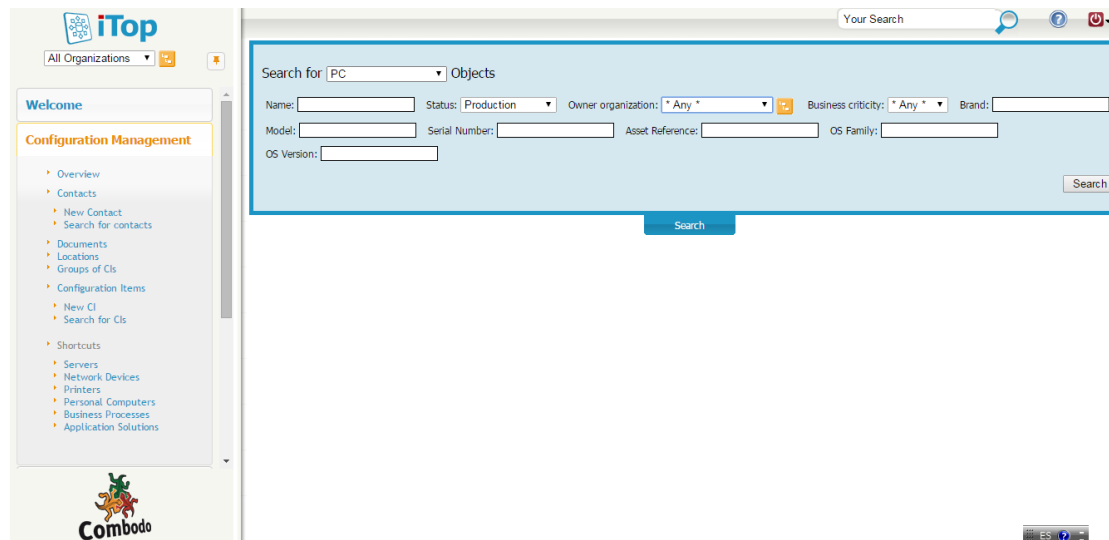 iTop
Your Search
All Organizations
Search for PC Objects
Welcome
Name: Status: Production Owner organization: * Any * Business criticity: * Any * Brand:
Model: Serial Number: Asset Reference: OS Family:
Configuration Management
OS Version:
Overview
Search
Contacts
New Contact
Search for contacts
Search
Documents
Locations
Groups of CIs
Configuration Items
New CI
Search for CIs
Shortcuts
Servers
Network Devices
Printers
Personal Computers
Business Processes
Application Solutions
Combodo
ES